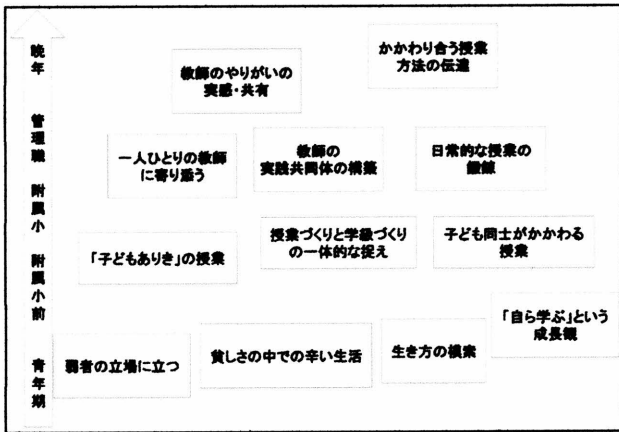 晩年
管理職
附属小
附属小前
青年期
教師のやりがいの
実感・共有
かかわり合う授業
方法の伝達
一人ひとりの教師
に寄り添う
教師の
実践共同体の構築
日常的な授業の
鍛錬
「子どもありき」の授業
授業づくりと学級づくり
の一体的な捉え
子ども同士がかかわる
授業
弱者の立場に立つ
貧しさの中での辛い生活
生き方の模索
「自ら学ぶ」という
成長観